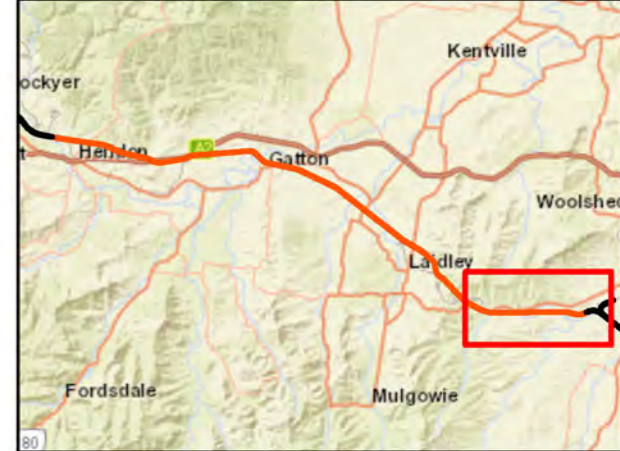 Kentville
ockyer
Helidon
A2
Gatton
t
Woolshed
Laidley
Fordsdale
Mulgowie
80